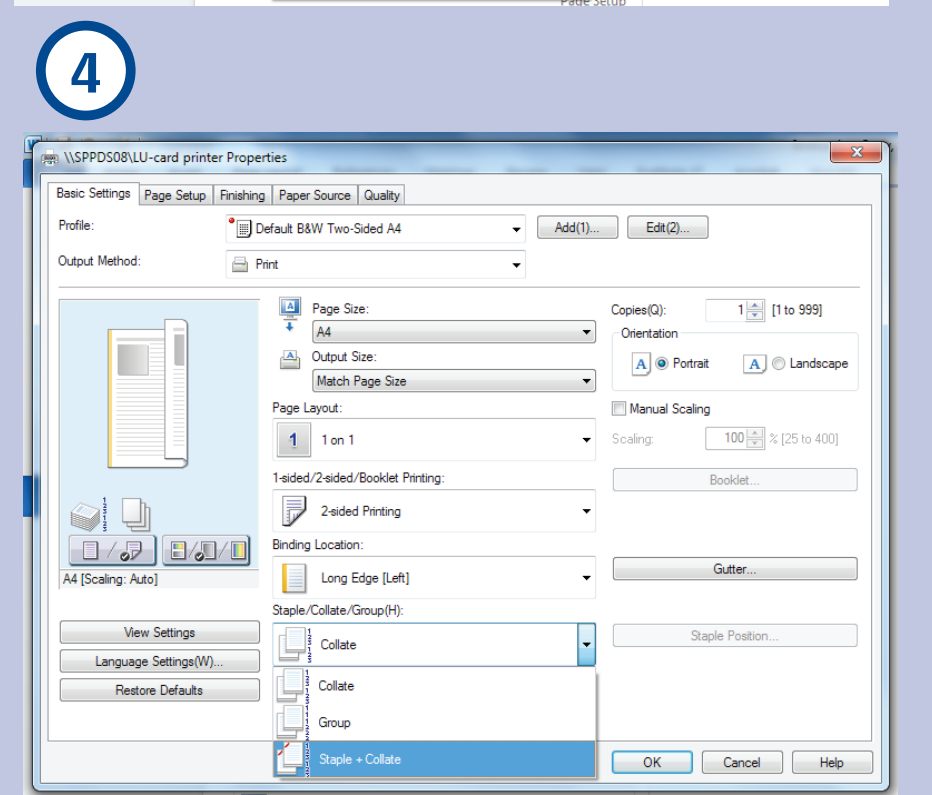 Page Setup
4
\\SPPDS08\LU-card printer Properties
Basic Settings Page Setup Finishing Paper Source Quality
Profile: Default B&W Two-Sided A4 Add(1)... Edit(2)...
Output Method: Print
Page Size:
A4
Output Size:
Match Page Size
Page Layout:
1 1 on 1
1-sided/2-sided/Booklet Printing:
2-sided Printing
Binding Location:
Long Edge [Left]
Staple/Collate/Group(H):
Collate
Collate
Group
Staple + Collate
Copies(Q): 1 [1 to 999]
Orientation
A Portrait A Landscape
Manual Scaling
Scaling: 100 % [25 to 400]
Booklet...
Gutter...
Staple Position...
A4 [Scaling: Auto]
View Settings
Language Settings(W)...
Restore Defaults
OK Cancel Help